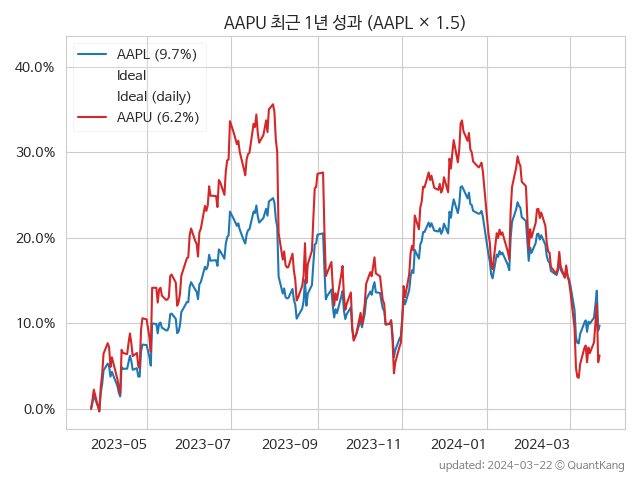 AAPU 최근 1년 성과 (AAPL × 1.5)
AAPL (9.7%)
Ideal
Ideal (daily)
AAPU (6.2%)
40.0%
30.0%
20.0%
10.0%
0.0%
2023-05 2023-07 2023-09 2023-11 2024-01 2024-03
updated: 2024-03-22 © QuantKang